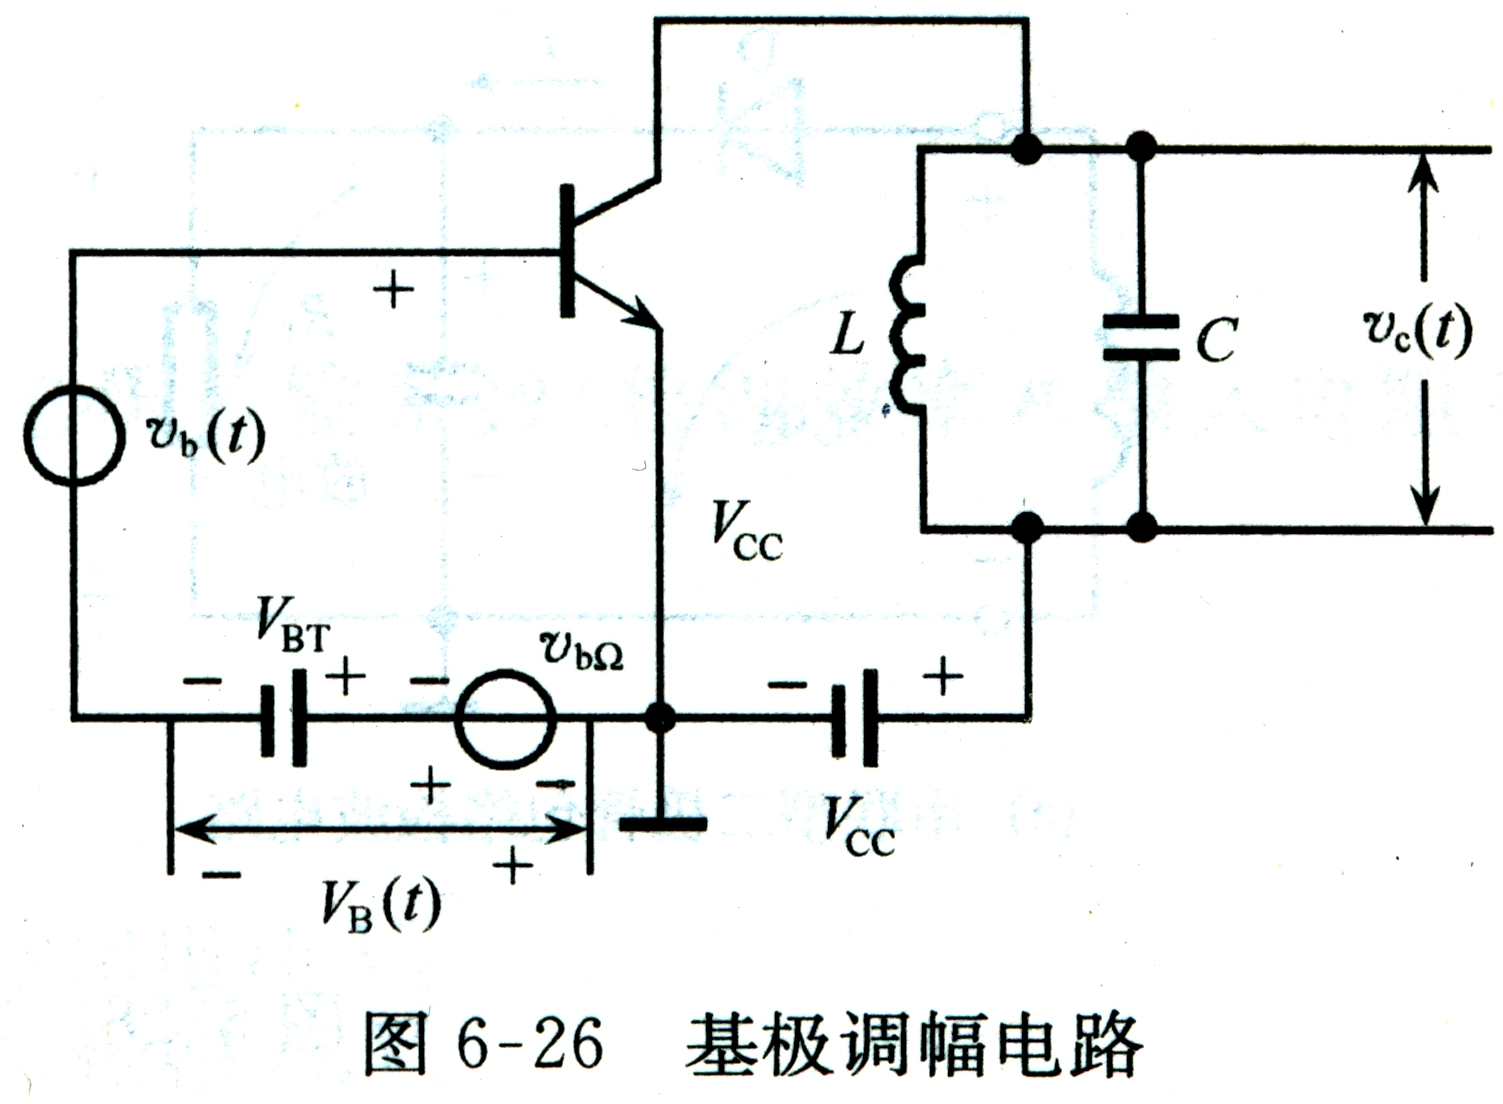 +
L
C
v_c(t)
v_b(t)
V_CC
V_BT
v_bΩ
− + − − +
+ −
V_CC
− +
V_B(t)
图 6-26 基极调幅电路